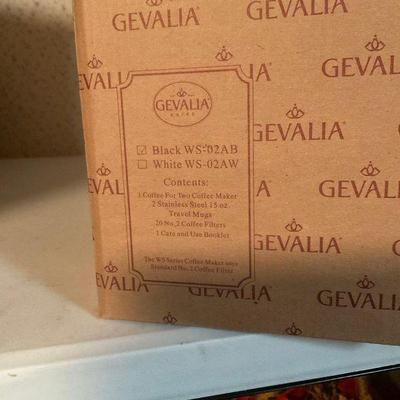 GEVALIA
GEVALIA
GEVALIA
GEVALIA
GEVALIA
KAFFE
☑ Black WS-02AB
☐ White WS-02AW
Contents:
1 Coffee For Two Coffee Maker
2 Stainless Steel 15 oz.
Travel Mugs
20 No. 2 Coffee Filters
1 Care and Use Booklet
The WS Series Coffee Maker uses
Standard No. 2 Coffee Filter
GEVALIA
GEVALIA
GEVALIA
GEVALIA
GEVALIA